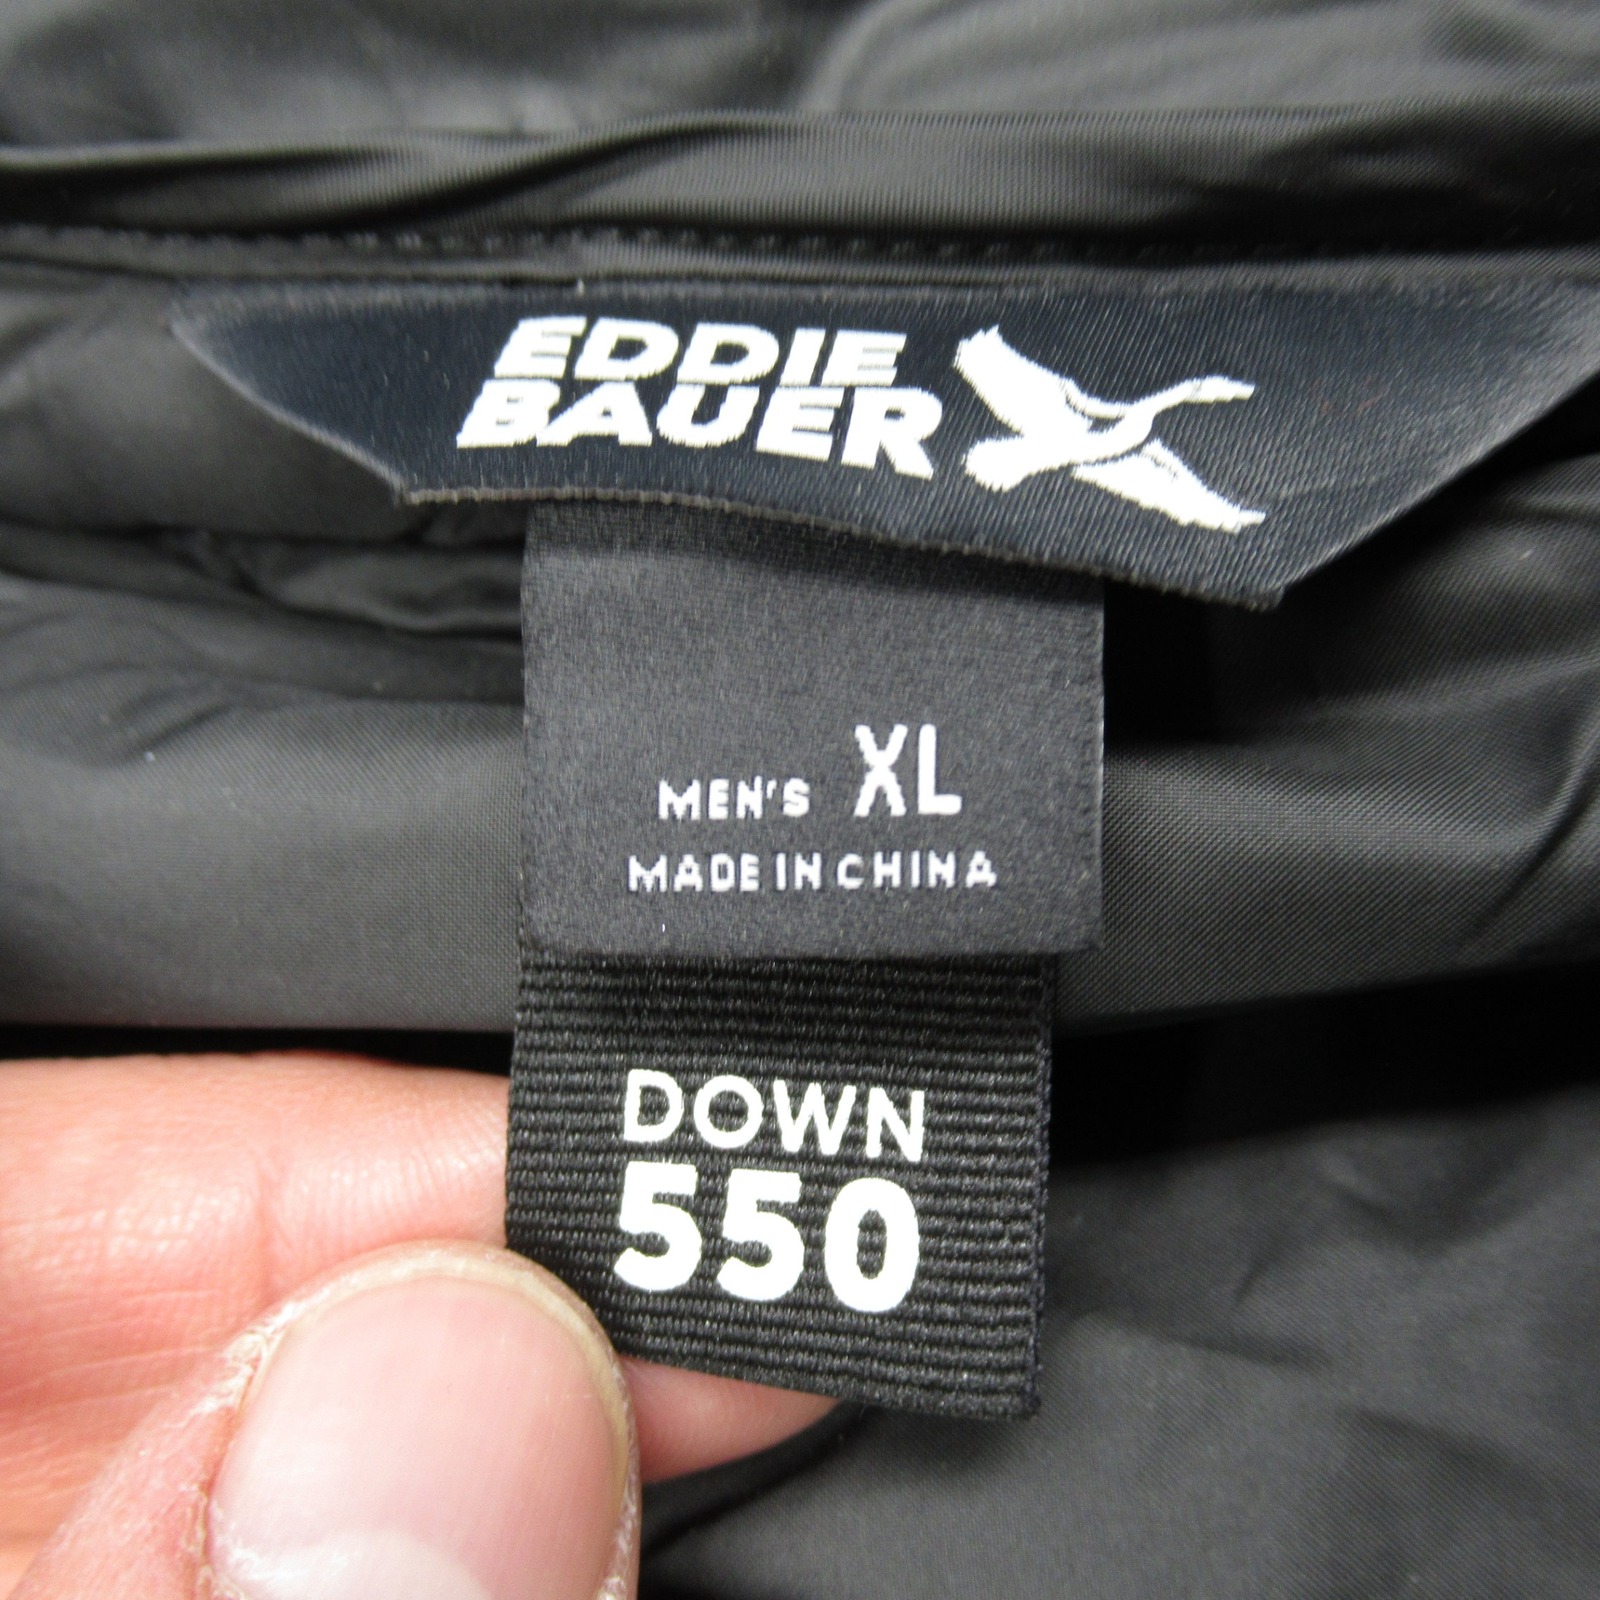 EDDIE
BAUER
MEN'S XL
MADE IN CHINA
DOWN
550